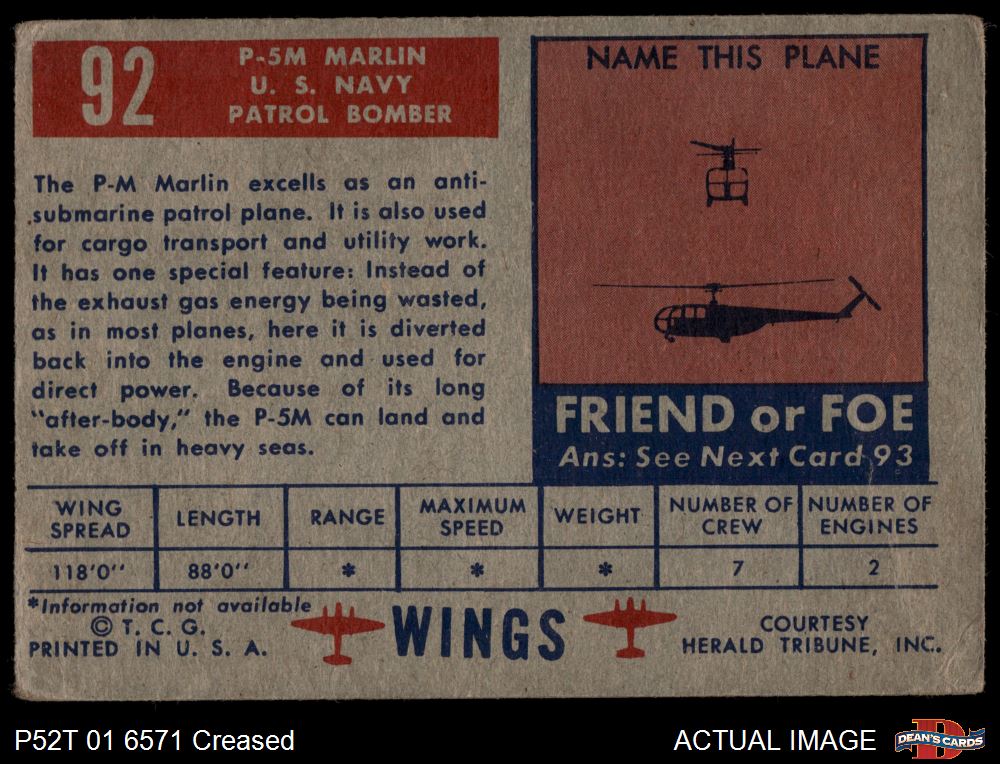 92
P-5M MARLIN
U. S. NAVY
PATROL BOMBER
The P-M Marlin excells as an anti-
submarine patrol plane. It is also used
for cargo transport and utility work.
It has one special feature: Instead of
the exhaust gas energy being wasted,
as in most planes, here it is diverted
back into the engine and used for
direct power. Because of its long
"after-body," the P-5M can land and
take off in heavy seas.
NAME THIS PLANE
FRIEND or FOE
Ans: See Next Card 93
WING SPREAD LENGTH RANGE MAXIMUM SPEED WEIGHT NUMBER OF CREW NUMBER OF ENGINES
118'0" 88'0" * * * 7 2
*Information not available
© T. C. G.
PRINTED IN U. S. A.
WINGS
COURTESY
HERALD TRIBUNE, INC.
P52T 01 6571 Creased
ACTUAL IMAGE
DEAN'S CARDS